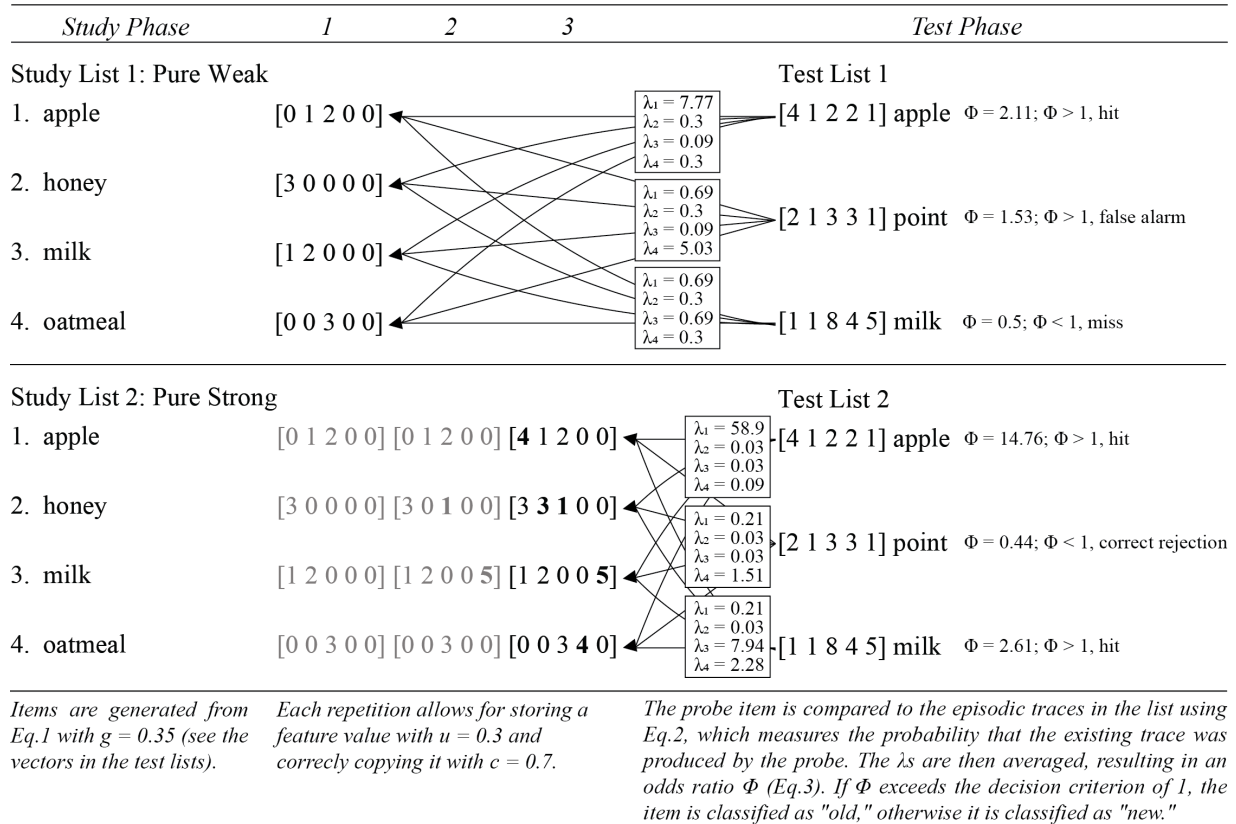 Study Phase 1 2 3 Test Phase
Study List 1: Pure Weak Test List 1
1. apple [0 1 2 0 0] λ₁ = 7.77 [4 1 2 2 1] apple Φ = 2.11; Φ > 1, hit
λ₂ = 0.3
λ₃ = 0.09
λ₄ = 0.3
2. honey [3 0 0 0 0] λ₁ = 0.69 [2 1 3 3 1] point Φ = 1.53; Φ > 1, false alarm
λ₂ = 0.3
λ₃ = 0.09
λ₄ = 5.03
3. milk [1 2 0 0 0] λ₁ = 0.69
λ₂ = 0.3
λ₃ = 0.69
λ₄ = 0.3
4. oatmeal [0 0 3 0 0] [1 1 8 4 5] milk Φ = 0.5; Φ < 1, miss
Study List 2: Pure Strong Test List 2
1. apple [0 1 2 0 0] [0 1 2 0 0] [4 1 2 0 0] λ₁ = 58.9 [4 1 2 2 1] apple Φ = 14.76; Φ > 1, hit
λ₂ = 0.03
λ₃ = 0.03
λ₄ = 0.09
2. honey [3 0 0 0 0] [3 0 1 0 0] [3 3 1 0 0] λ₁ = 0.21
λ₂ = 0.03
λ₃ = 0.03
λ₄ = 1.51
[2 1 3 3 1] point Φ = 0.44; Φ < 1, correct rejection
3. milk [1 2 0 0 0] [1 2 0 0 5] [1 2 0 0 5] λ₁ = 0.21
λ₂ = 0.03
λ₃ = 7.94
λ₄ = 2.28
4. oatmeal [0 0 3 0 0] [0 0 3 0 0] [0 0 3 4 0] [1 1 8 4 5] milk Φ = 2.61; Φ > 1, hit
Items are generated from
Eq.1 with g = 0.35 (see the
vectors in the test lists).
Each repetition allows for storing a
feature value with u = 0.3 and
correcly copying it with c = 0.7.
The probe item is compared to the episodic traces in the list using
Eq.2, which measures the probability that the existing trace was
produced by the probe. The λs are then averaged, resulting in an
odds ratio Φ (Eq.3). If Φ exceeds the decision criterion of 1, the
item is classified as "old," otherwise it is classified as "new."